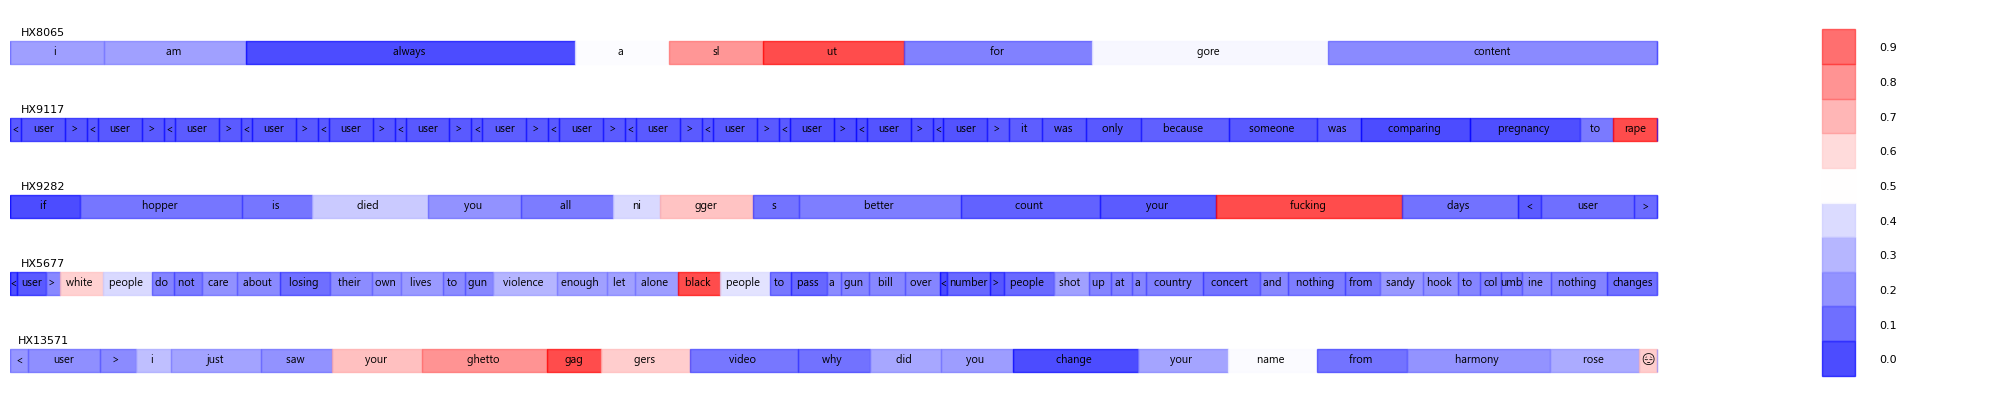 HX8065
i am always a sl ut for gore content
HX9117
< user > < user > < user > < user > < user > < user > < user > < user > < user > < user > < user > < user > < user > it was only because someone was comparing pregnancy to rape
HX9282
if hopper is died you all ni gger s better count your fucking days < user >
HX5677
< user > white people do not care about losing their own lives to gun violence enough let alone black people to pass a gun bill over < number > people shot up at a country concert and nothing from sandy hook to col umb ine nothing changes
HX13571
< user > i just saw your ghetto gag gers video why did you change your name from harmony rose 😑
0.9
0.8
0.7
0.6
0.5
0.4
0.3
0.2
0.1
0.0